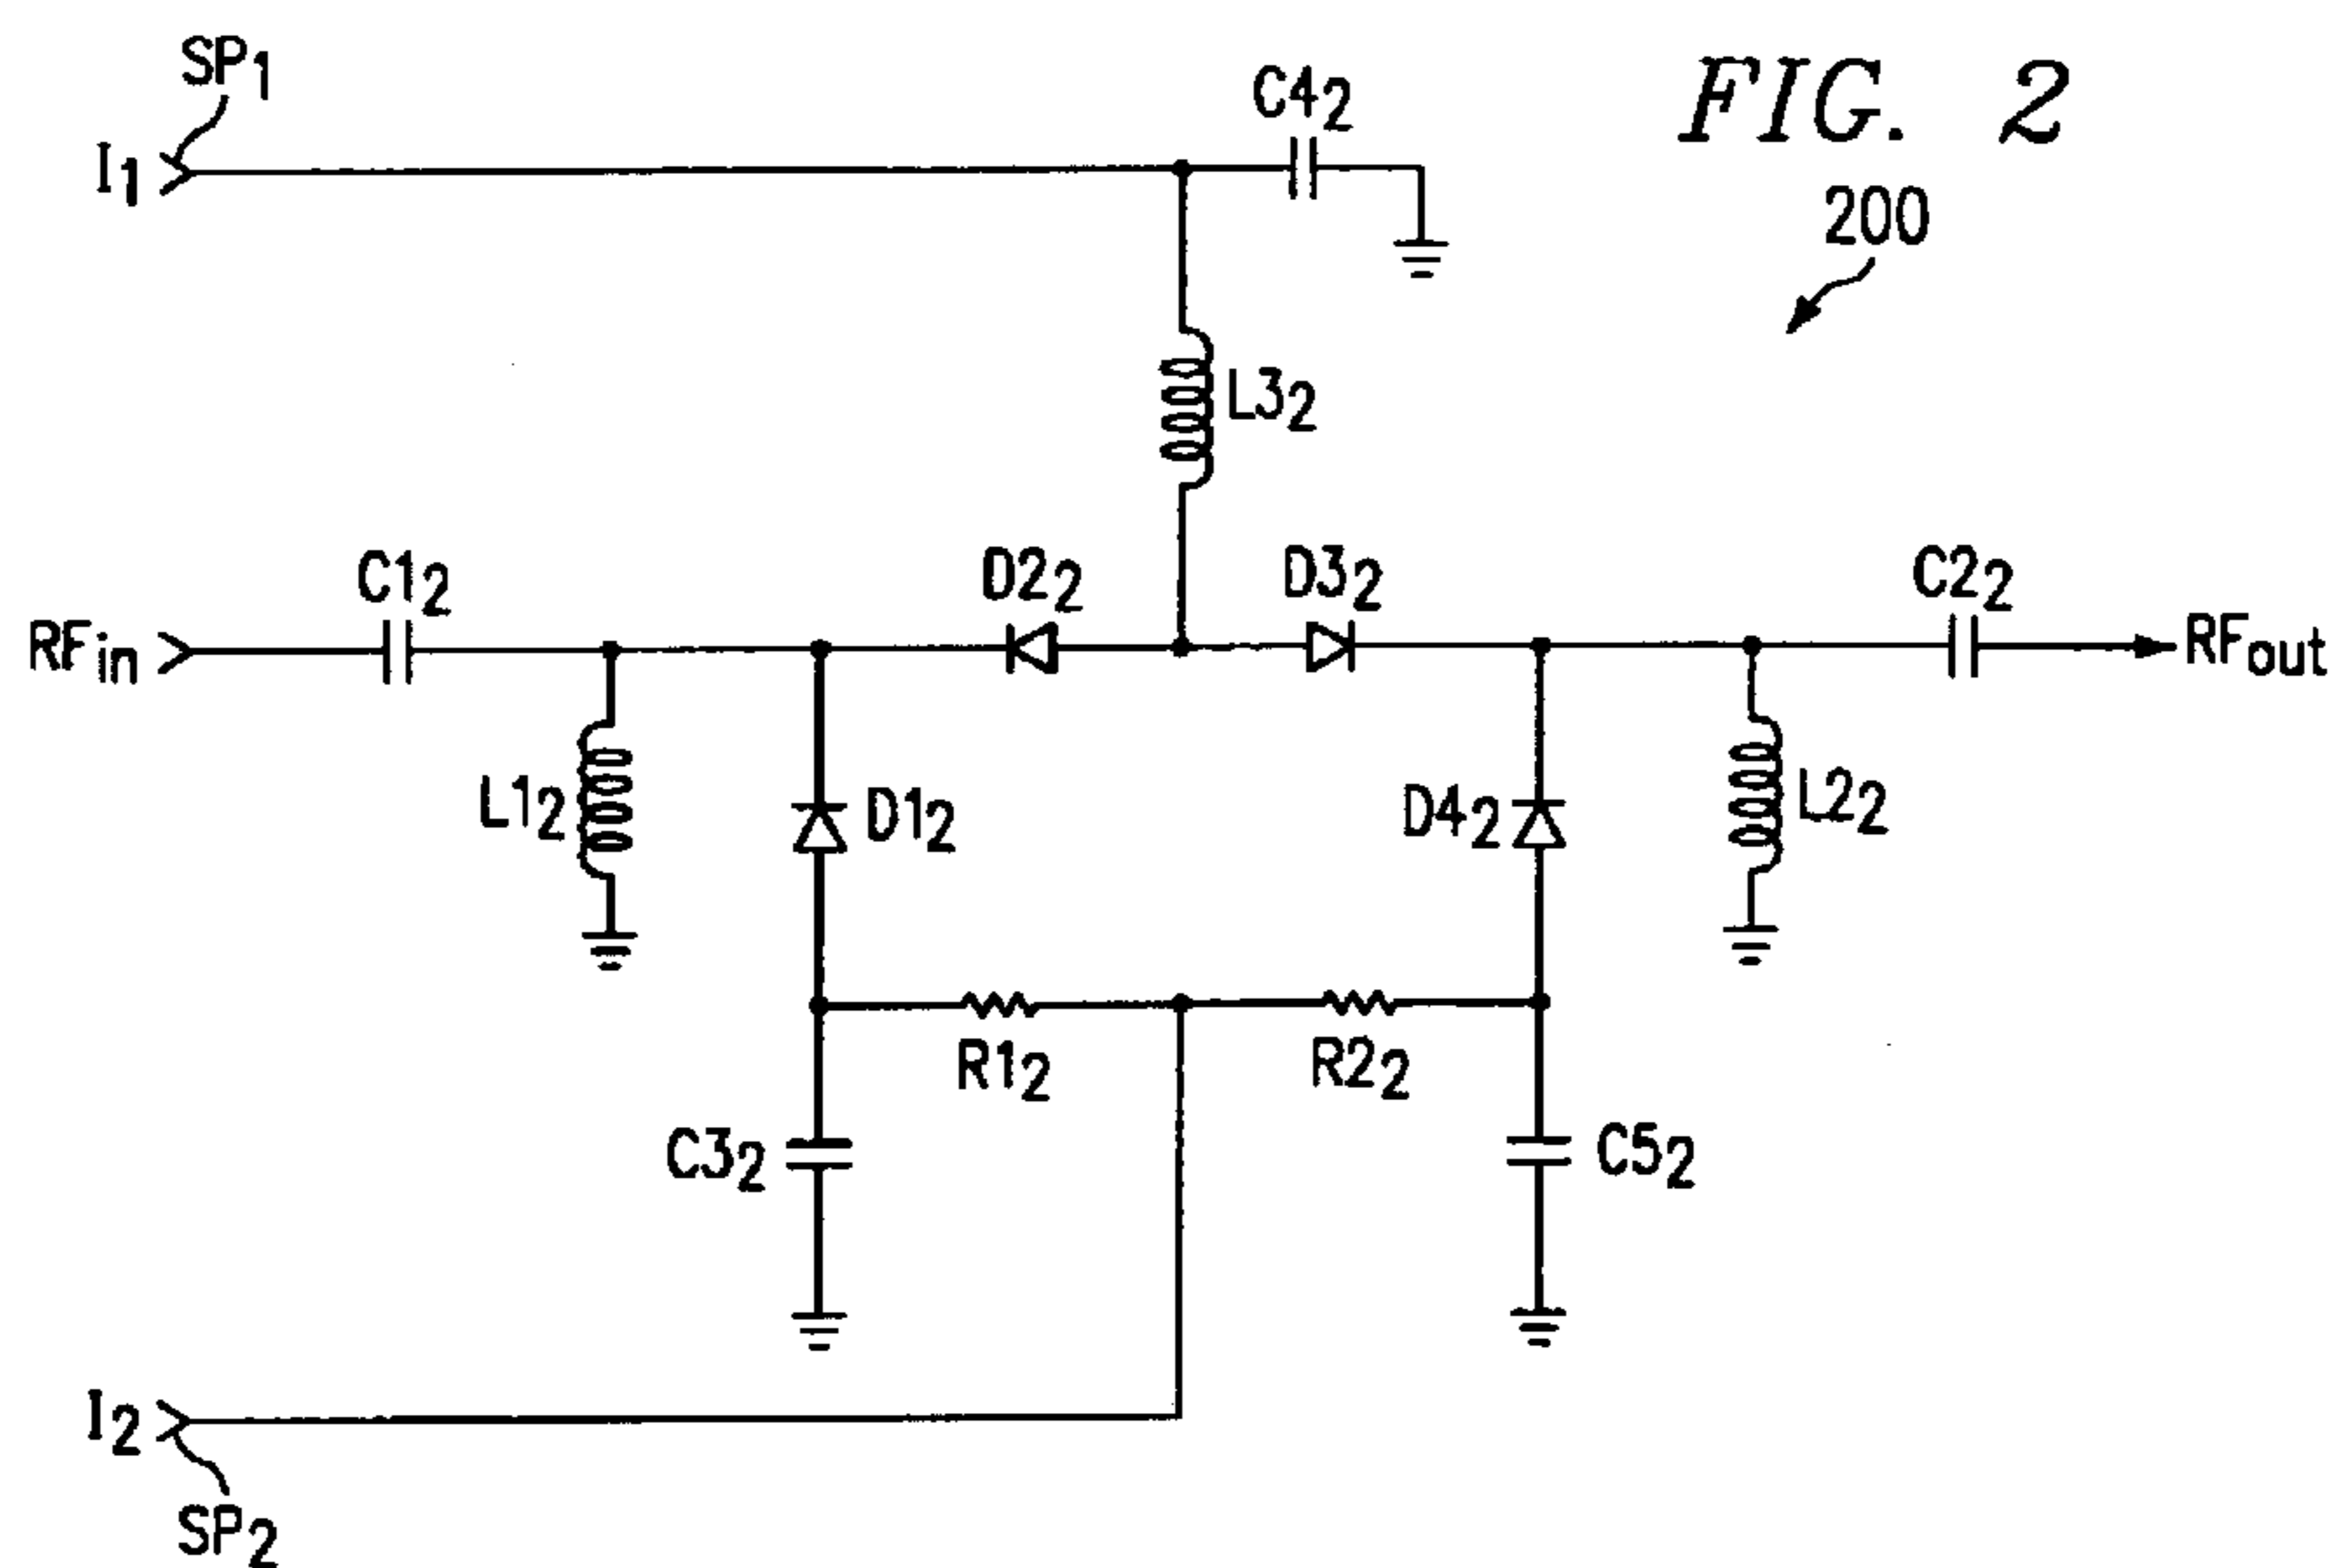 SP1
C42
FIG. 2
I1
200
L32
C12
D22
D32
C22
RFin
RFout
L12
D12
D42
L22
R12
R22
C32
C52
I2
SP2